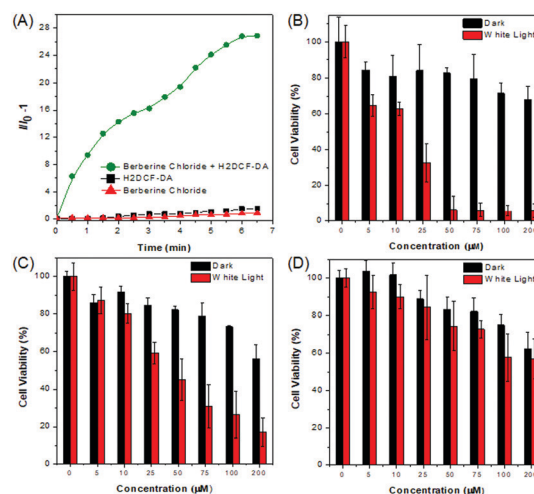 (A)
I/I0 -1
28
24
20
16
12
8
4
0
Berberine Chloride + H2DCF-DA
H2DCF-DA
Berberine Chloride
0 1 2 3 4 5 6 7
Time (min)
(B)
Dark
White Light
Cell Viability (%)
100
80
60
40
20
0
0 5 10 25 50 75 100 200
Concentration (µM)
(C)
Dark
White Light
Cell Viability (%)
100
80
60
40
20
0
0 5 10 25 50 75 100 200
Concentration (µM)
(D)
Dark
White Light
Cell Viability (%)
100
80
60
40
20
0
0 5 10 25 50 75 100 200
Concentration (µM)